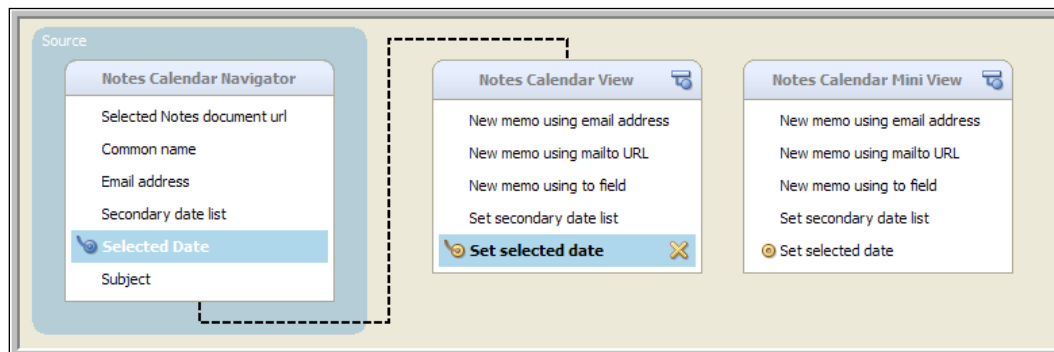 Source
Notes Calendar Navigator
Selected Notes document url
Common name
Email address
Secondary date list
Selected Date
Subject
Notes Calendar View
New memo using email address
New memo using mailto URL
New memo using to field
Set secondary date list
Set selected date
Notes Calendar Mini View
New memo using email address
New memo using mailto URL
New memo using to field
Set secondary date list
Set selected date